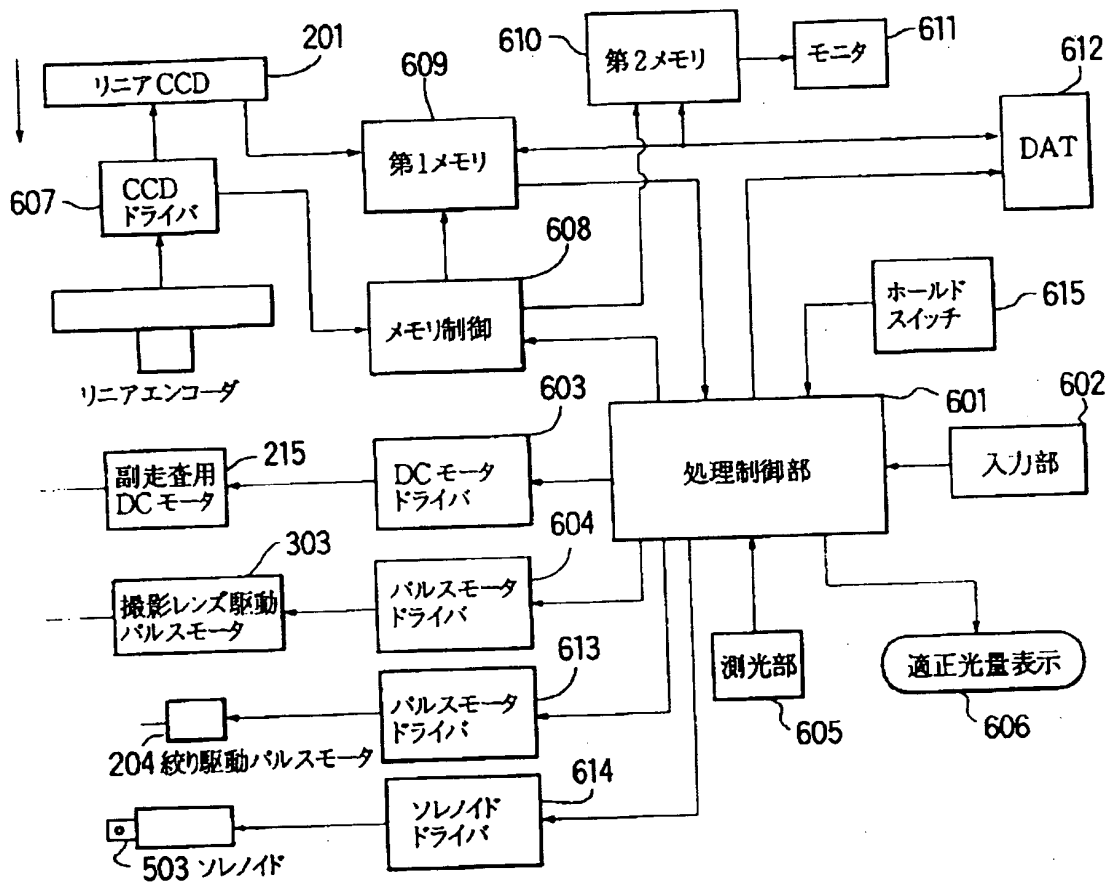 201
リニアCCD
607
CCD
ドライバ
リニアエンコーダ
609
第1メモリ
610
第2メモリ
611
モニタ
612
DAT
608
メモリ制御
ホールド
スイッチ
615
601
処理制御部
602
入力部
603
DCモータ
ドライバ
215
副走査用
DCモータ
604
パルスモータ
ドライバ
303
撮影レンズ駆動
パルスモータ
613
パルスモータ
ドライバ
204 絞り駆動パルスモータ
測光部
605
適正光量表示
606
614
ソレノイド
ドライバ
503 ソレノイド